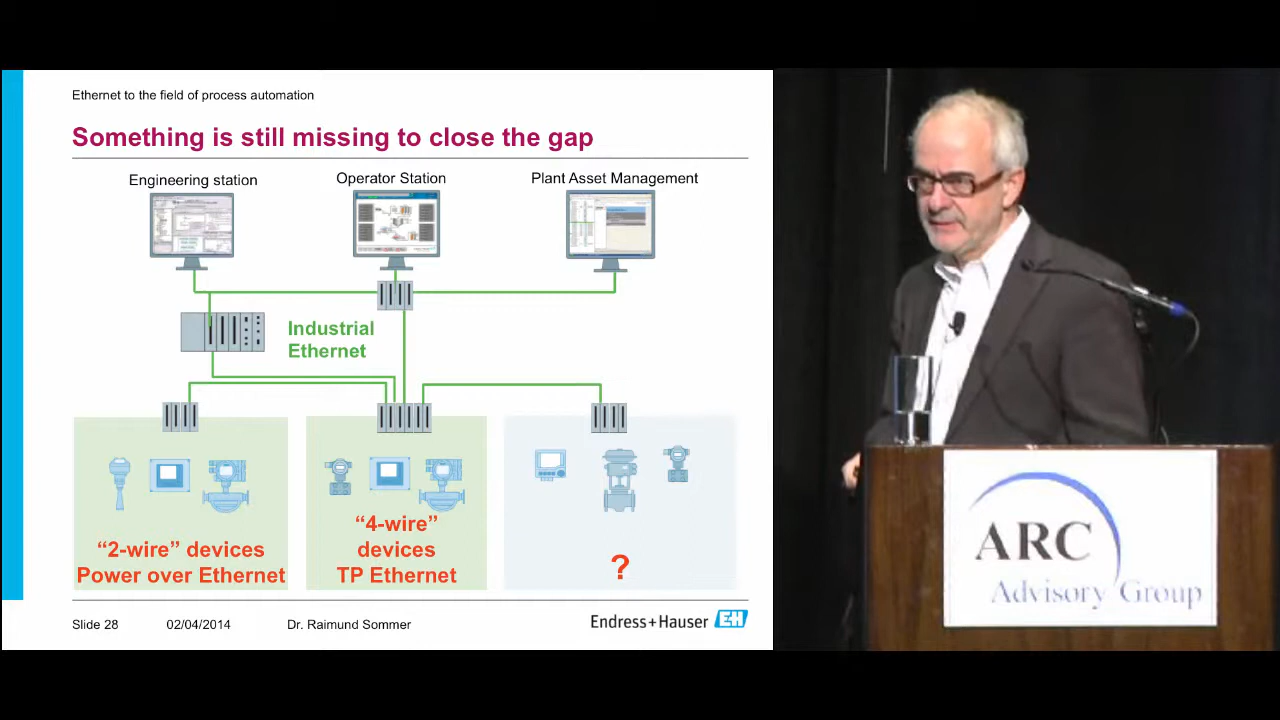 Ethernet to the field of process automation
Something is still missing to close the gap
Engineering station
Operator Station
Plant Asset Management
Industrial
Ethernet
“2-wire” devices
Power over Ethernet
“4-wire”
devices
TP Ethernet
?
Slide 28 02/04/2014 Dr. Raimund Sommer
Endress+Hauser EH
ARC
Advisory Group